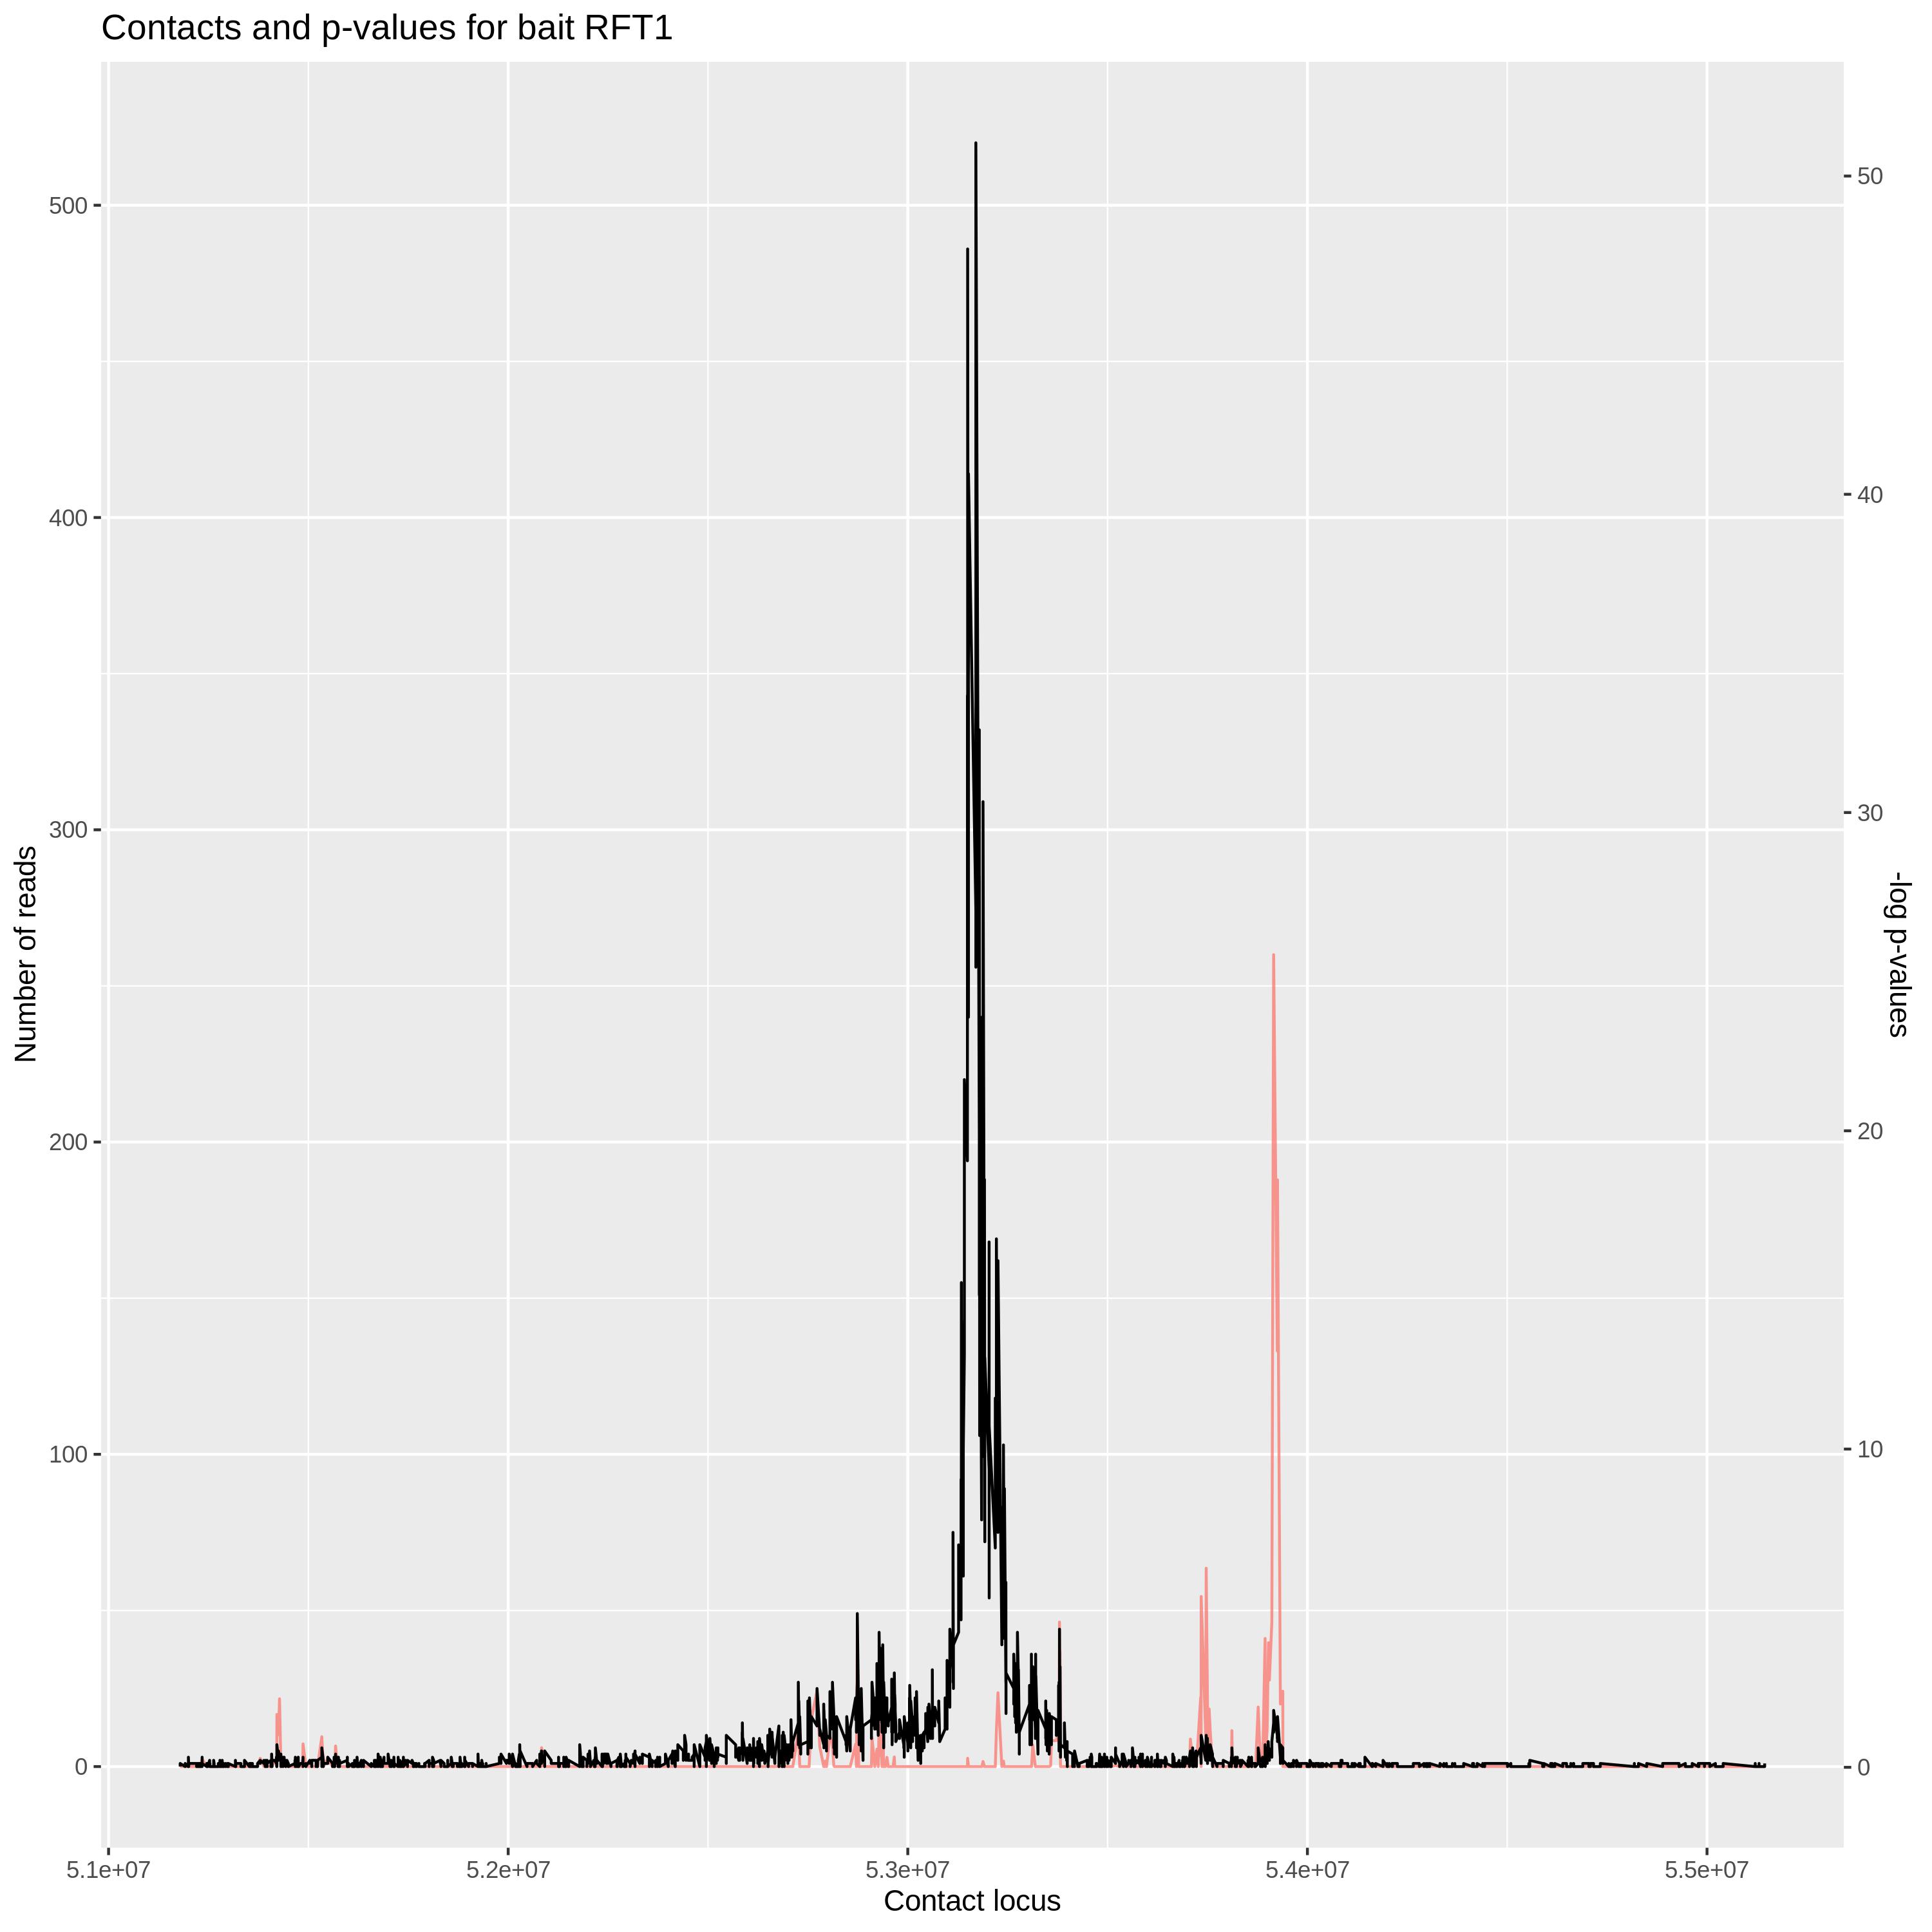 Contacts and p-values for bait RFT1
500
400
300
200
100
0
Number of reads
50
40
30
20
10
0
-log p-values
5.1e+07
5.2e+07
5.3e+07
5.4e+07
5.5e+07
Contact locus